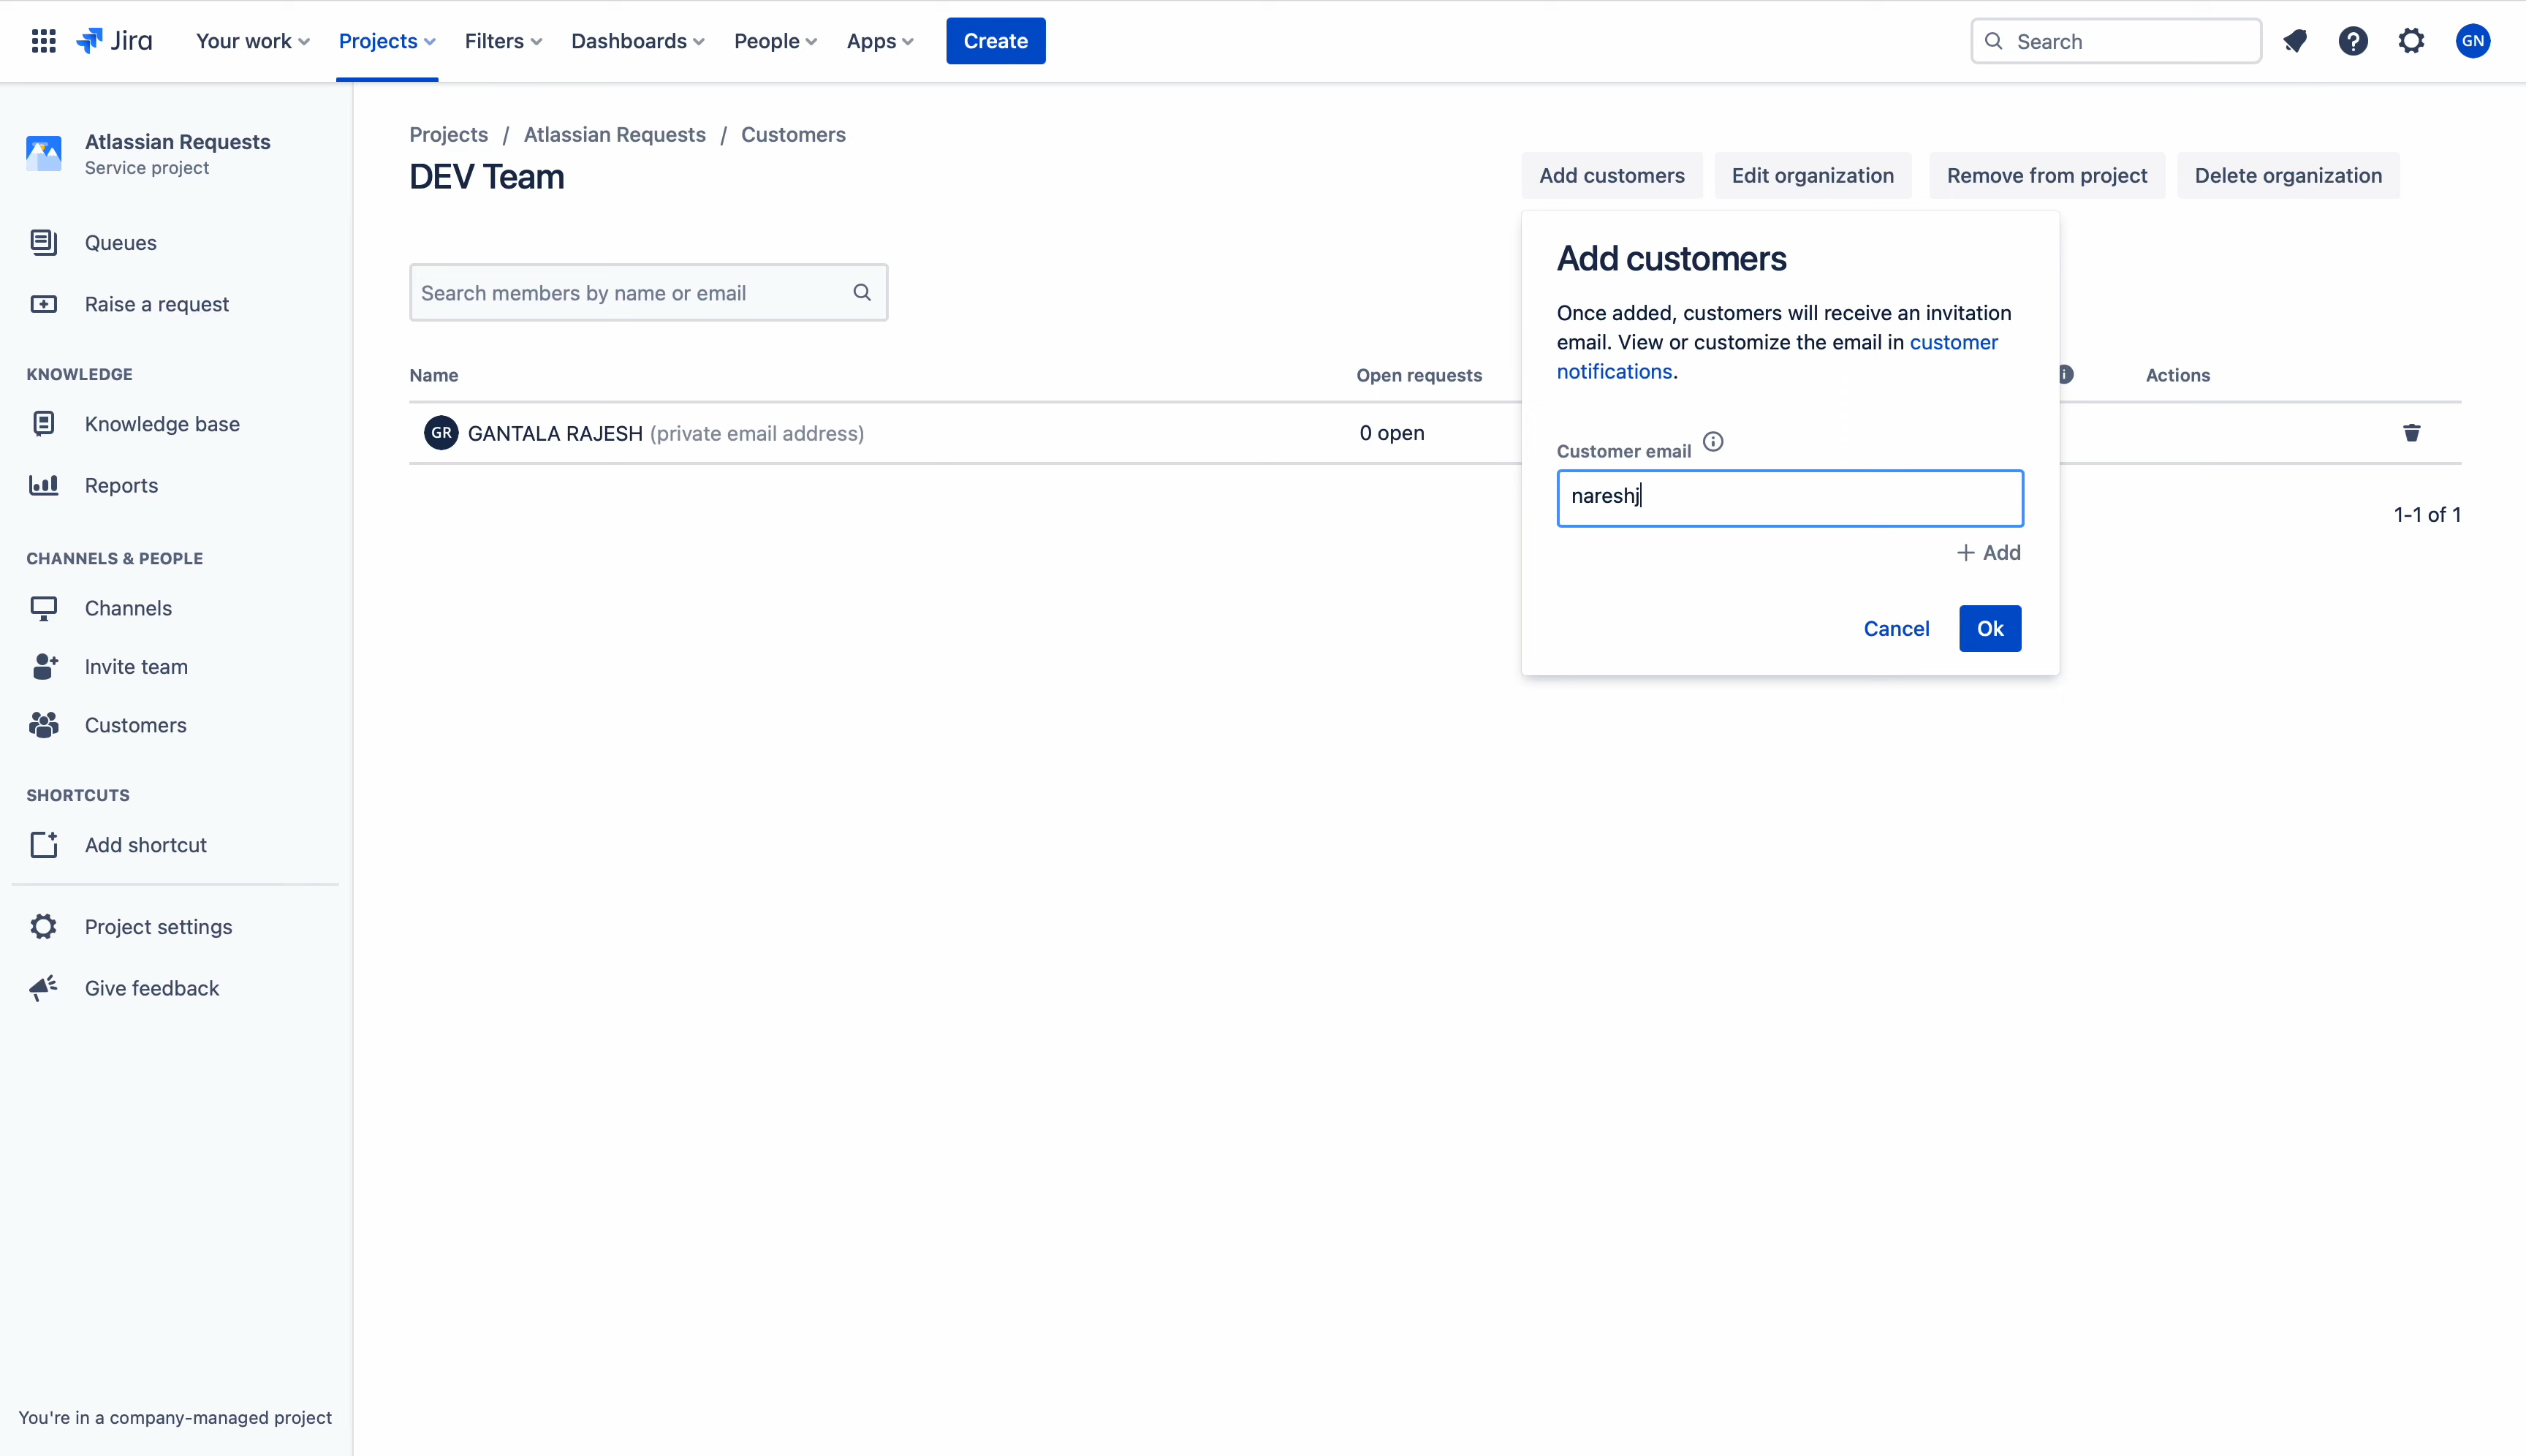 Jira Your work Projects Filters Dashboards People Apps Create Search GN
Atlassian Requests
Service project
Queues
Raise a request
KNOWLEDGE
Knowledge base
Reports
CHANNELS & PEOPLE
Channels
Invite team
Customers
SHORTCUTS
Add shortcut
Project settings
Give feedback
You're in a company-managed project
Projects / Atlassian Requests / Customers
DEV Team
Add customers Edit organization Remove from project Delete organization
Search members by name or email
Name Open requests Actions
GR GANTALA RAJESH (private email address) 0 open
1-1 of 1
Add customers
Once added, customers will receive an invitation
email. View or customize the email in customer
notifications.
Customer email
nareshj
+ Add
Cancel Ok